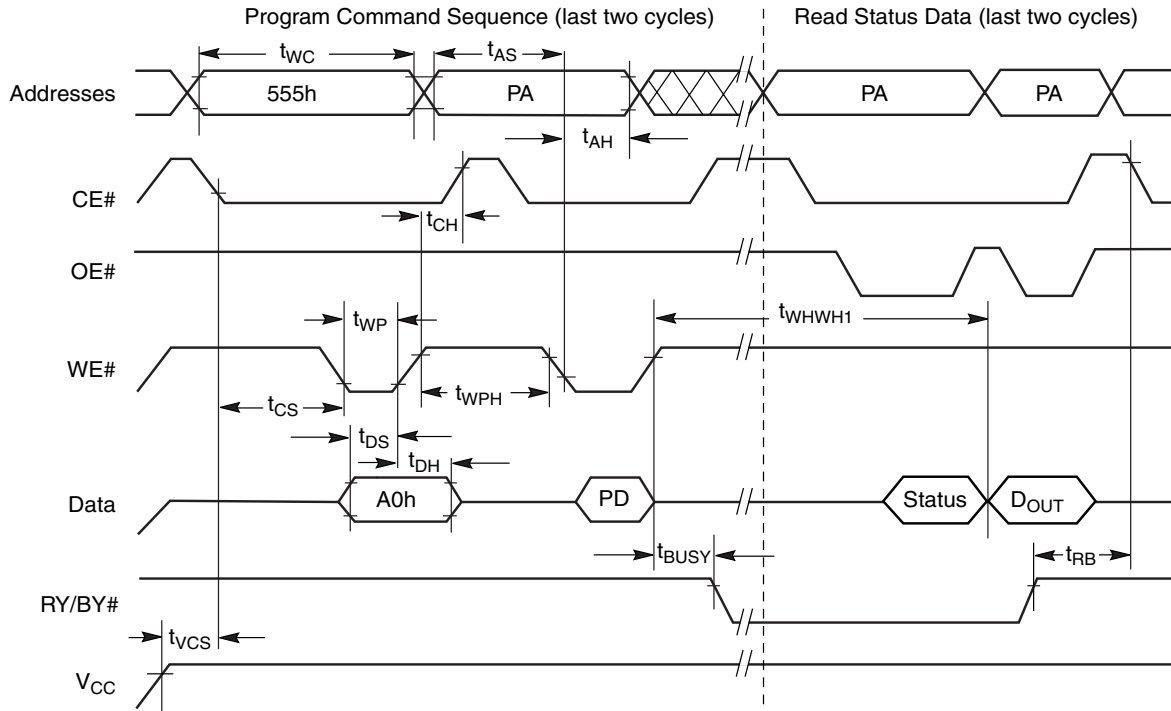 Program Command Sequence (last two cycles) Read Status Data (last two cycles)
tWC tAS
Addresses 555h PA PA PA
tAH
CE#
tCH
OE#
tWP tWHWH1
WE#
tCS tWPH
tDS
tDH
Data A0h PD Status DOUT
tBUSY tRB
RY/BY#
tVCS
VCC